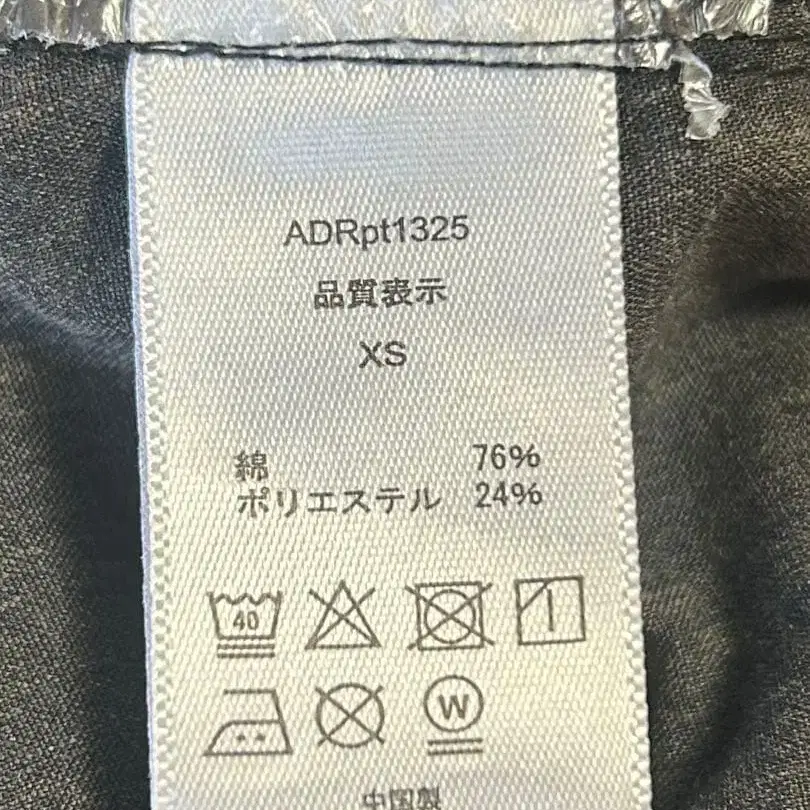 ADRpt1325
品質表示
XS
綿 76%
ポリエステル 24%
40
W
中国製